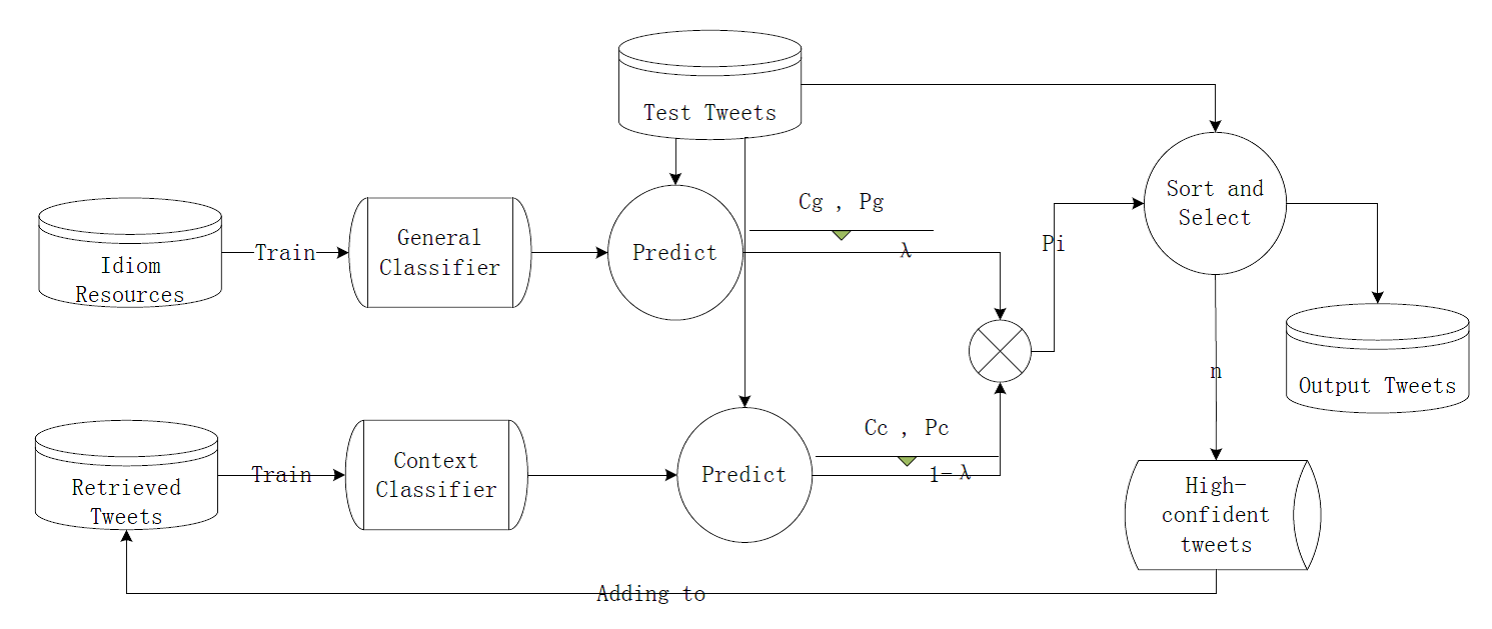 Test Tweets
Sort and
Select
Cg , Pg
General
Classifier
Train
Predict
λ
Pi
Idiom
Resources
n
Output Tweets
Cc , Pc
Context
Classifier
Train
Predict
1-λ
Retrieved
Tweets
High-
confident
tweets
Adding to